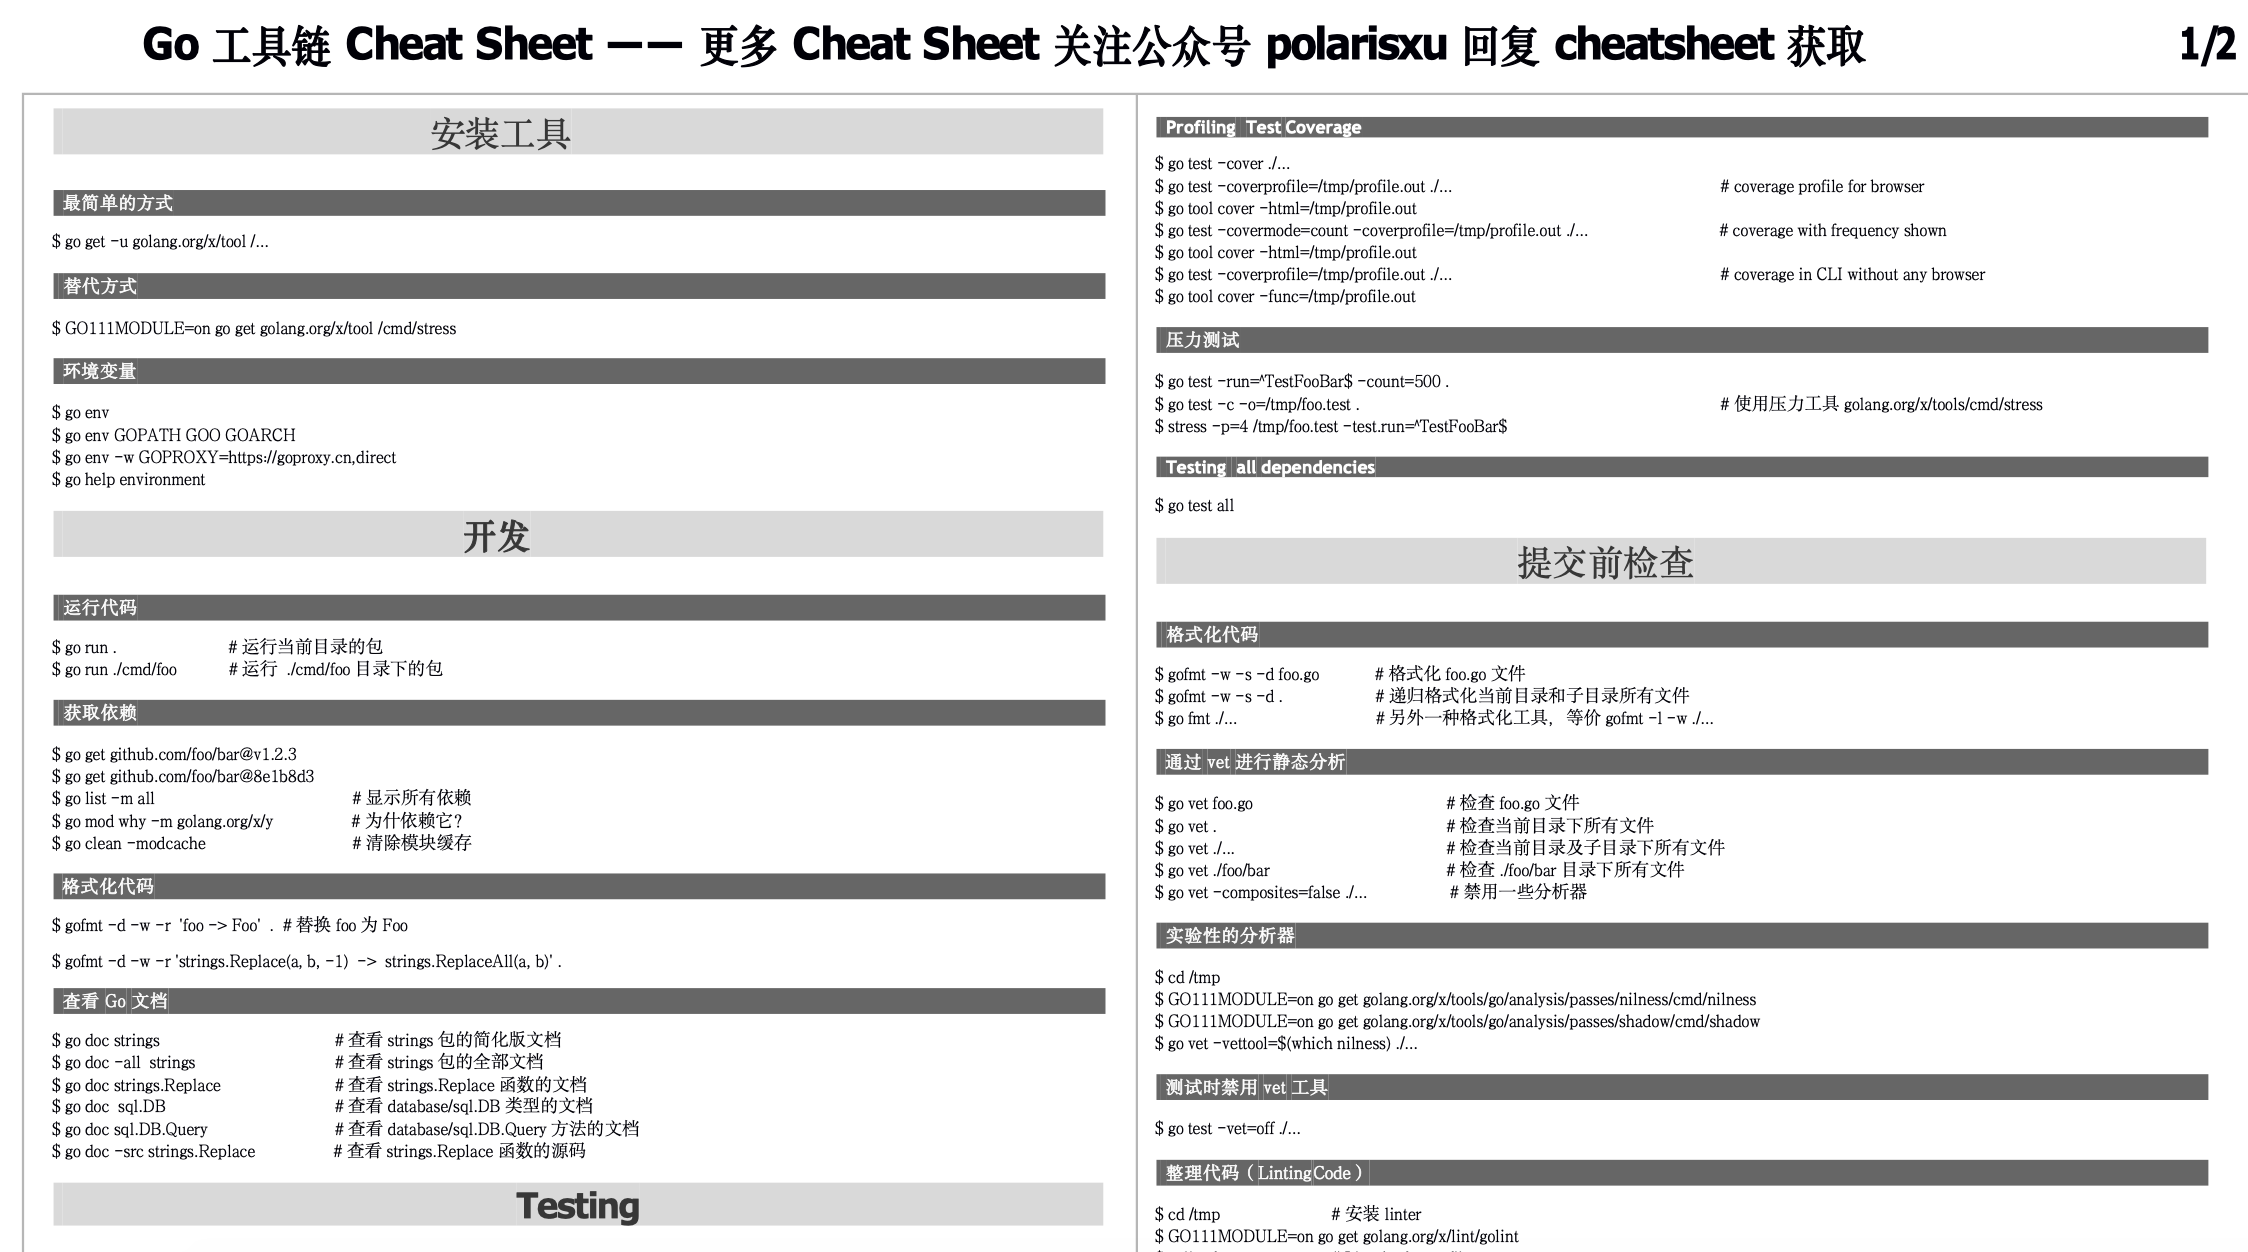 Go 工具链 Cheat Sheet —— 更多 Cheat Sheet 关注公众号 polarisxu 回复 cheatsheet 获取 1/2
安装工具
最简单的方式
$ go get -u golang.org/x/tool /...
替代方式
$ GO111MODULE=on go get golang.org/x/tool /cmd/stress
环境变量
$ go env
$ go env GOPATH GOO GOARCH
$ go env -w GOPROXY=https://goproxy.cn,direct
$ go help environment
开发
运行代码
$ go run . # 运行当前目录的包
$ go run ./cmd/foo # 运行 ./cmd/foo 目录下的包
获取依赖
$ go get github.com/foo/bar@v1.2.3
$ go get github.com/foo/bar@8e1b8d3
$ go list -m all # 显示所有依赖
$ go mod why -m golang.org/x/y # 为什依赖它？
$ go clean -modcache # 清除模块缓存
格式化代码
$ gofmt -d -w -r 'foo -> Foo' . # 替换 foo 为 Foo
$ gofmt -d -w -r 'strings.Replace(a, b, -1) -> strings.ReplaceAll(a, b)' .
查看 Go 文档
$ go doc strings # 查看 strings 包的简化版文档
$ go doc -all strings # 查看 strings 包的全部文档
$ go doc strings.Replace # 查看 strings.Replace 函数的文档
$ go doc sql.DB # 查看 database/sql.DB 类型的文档
$ go doc sql.DB.Query # 查看 database/sql.DB.Query 方法的文档
$ go doc -src strings.Replace # 查看 strings.Replace 函数的源码
Testing
Profiling Test Coverage
$ go test -cover ./...
$ go test -coverprofile=/tmp/profile.out ./... # coverage profile for browser
$ go tool cover -html=/tmp/profile.out
$ go test -covermode=count -coverprofile=/tmp/profile.out ./... # coverage with frequency shown
$ go tool cover -html=/tmp/profile.out
$ go test -coverprofile=/tmp/profile.out ./... # coverage in CLI without any browser
$ go tool cover -func=/tmp/profile.out
压力测试
$ go test -run=^TestFooBar$ -count=500 .
$ go test -c -o=/tmp/foo.test . # 使用压力工具 golang.org/x/tools/cmd/stress
$ stress -p=4 /tmp/foo.test -test.run=^TestFooBar$
Testing all dependencies
$ go test all
提交前检查
格式化代码
$ gofmt -w -s -d foo.go # 格式化 foo.go 文件
$ gofmt -w -s -d . # 递归格式化当前目录和子目录所有文件
$ go fmt ./... # 另外一种格式化工具，等价 gofmt -l -w ./...
通过 vet 进行静态分析
$ go vet foo.go # 检查 foo.go 文件
$ go vet . # 检查当前目录下所有文件
$ go vet ./... # 检查当前目录及子目录下所有文件
$ go vet ./foo/bar # 检查 ./foo/bar 目录下所有文件
$ go vet -composites=false ./... # 禁用一些分析器
实验性的分析器
$ cd /tmp
$ GO111MODULE=on go get golang.org/x/tools/go/analysis/passes/nilness/cmd/nilness
$ GO111MODULE=on go get golang.org/x/tools/go/analysis/passes/shadow/cmd/shadow
$ go vet -vettool=$(which nilness) ./...
测试时禁用 vet 工具
$ go test -vet=off ./...
整理代码（Linting Code）
$ cd /tmp # 安装 linter
$ GO111MODULE=on go get golang.org/x/lint/golint